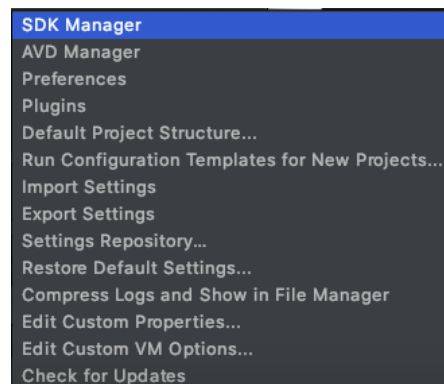 SDK Manager
AVD Manager
Preferences
Plugins
Default Project Structure...
Run Configuration Templates for New Projects...
Import Settings
Export Settings
Settings Repository...
Restore Default Settings...
Compress Logs and Show in File Manager
Edit Custom Properties...
Edit Custom VM Options...
Check for Updates